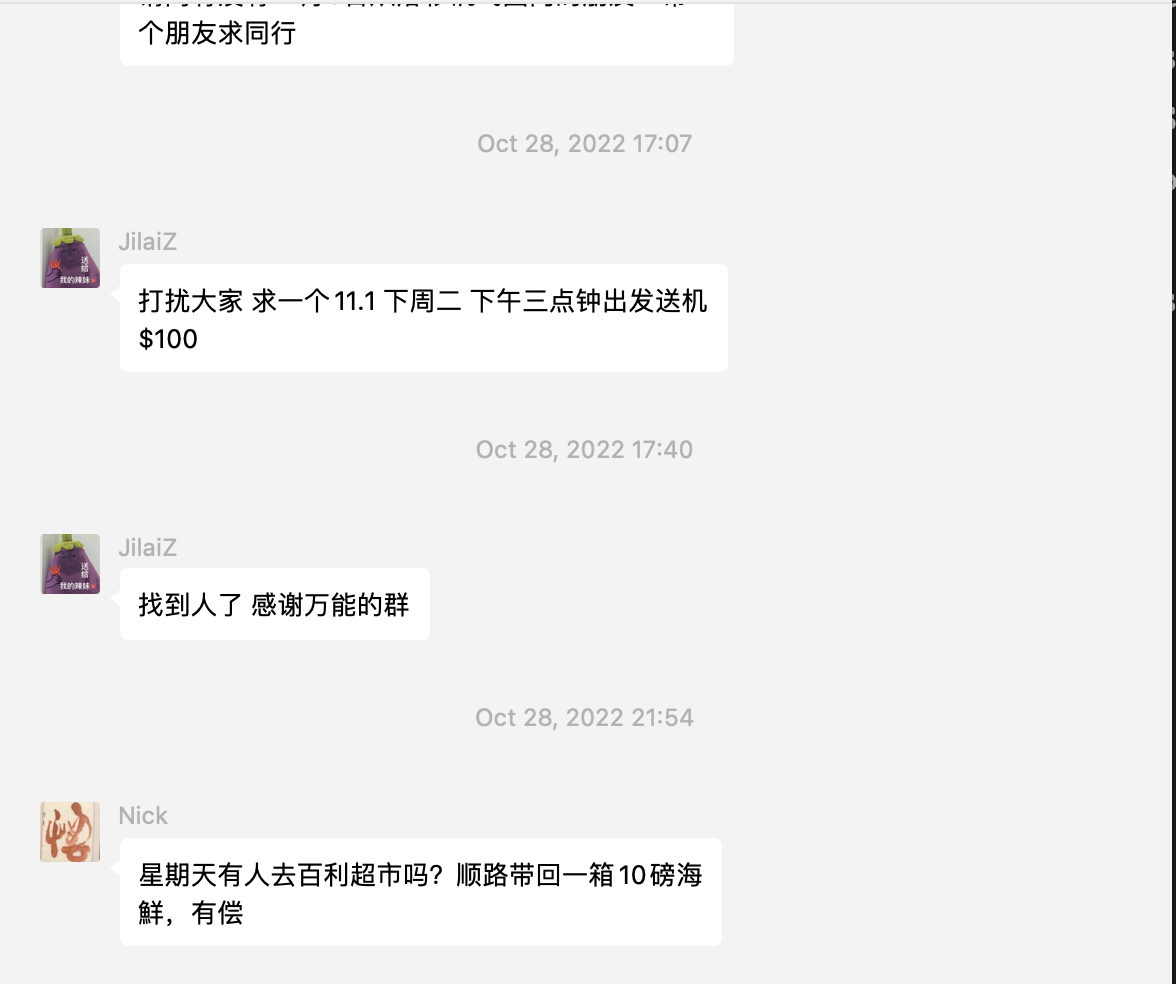 个朋友求同行
Oct 28, 2022 17:07
JilaiZ
送给
我的辣妹
打扰大家 求一个 11.1 下周二 下午三点钟出发送机
$100
Oct 28, 2022 17:40
JilaiZ
送给
我的辣妹
找到人了 感谢万能的群
Oct 28, 2022 21:54
Nick
悟
星期天有人去百利超市吗？顺路带回一箱 10 磅海
鲜，有偿